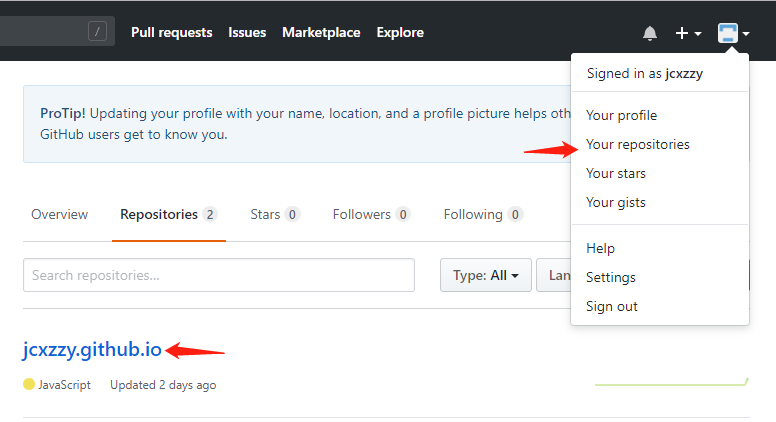 / Pull requests Issues Marketplace Explore
Signed in as jcxzzy
ProTip! Updating your profile with your name, location, and a profile picture helps oth
GitHub users get to know you.
Your profile
Your repositories
Your stars
Your gists
Help
Settings
Sign out
Overview Repositories 2 Stars 0 Followers 0 Following 0
Search repositories... Type: All Lan
jcxzzy.github.io
JavaScript Updated 2 days ago